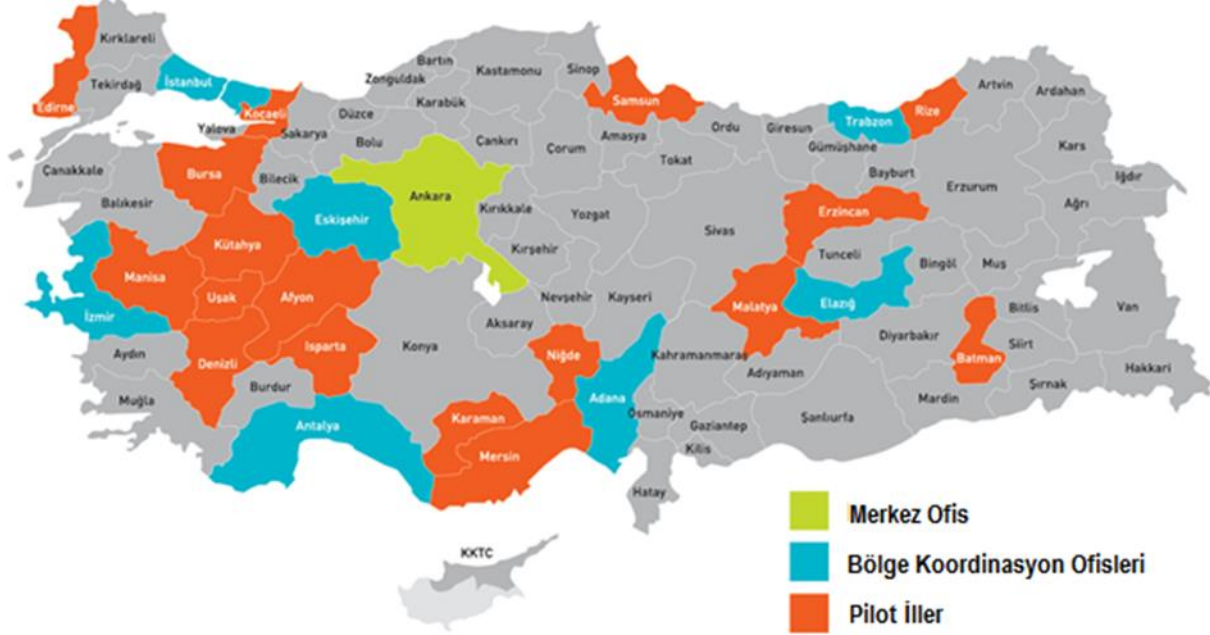 Kırklareli
Edirne
Tekirdağ
İstanbul
Kocaeli
Yalova
Sakarya
Düzce
Zonguldak
Bartın
Karabük
Kastamonu
Sinop
Samsun
Çankırı
Bolu
Çorum
Amasya
Tokat
Ordu
Giresun
Trabzon
Rize
Artvin
Ardahan
Gümüşhane
Bayburt
Kars
Iğdır
Çanakkale
Balıkesir
Bursa
Bilecik
Eskişehir
Ankara
Kırıkkale
Yozgat
Kırşehir
Sivas
Erzincan
Erzurum
Ağrı
Kütahya
Manisa
Uşak
Afyon
İzmir
Tunceli
Bingöl
Muş
Malatya
Elazığ
Bitlis
Van
Nevşehir
Kayseri
Aksaray
Konya
Aydın
Denizli
Isparta
Niğde
Kahramanmaraş
Diyarbakır
Siirt
Batman
Hakkari
Adıyaman
Şırnak
Mardin
Burdur
Muğla
Antalya
Karaman
Mersin
Adana
Osmaniye
Gaziantep
Şanlıurfa
Kilis
Hatay
KKTC
Merkez Ofis
Bölge Koordinasyon Ofisleri
Pilot İller